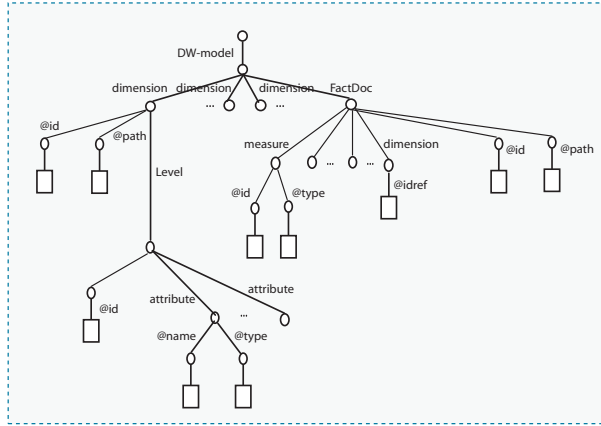 DW-model
dimension dimension dimension FactDoc
... ...
@id @path measure dimension @id @path
... ...
Level @id @type @idref
@id attribute attribute
...
@name @type